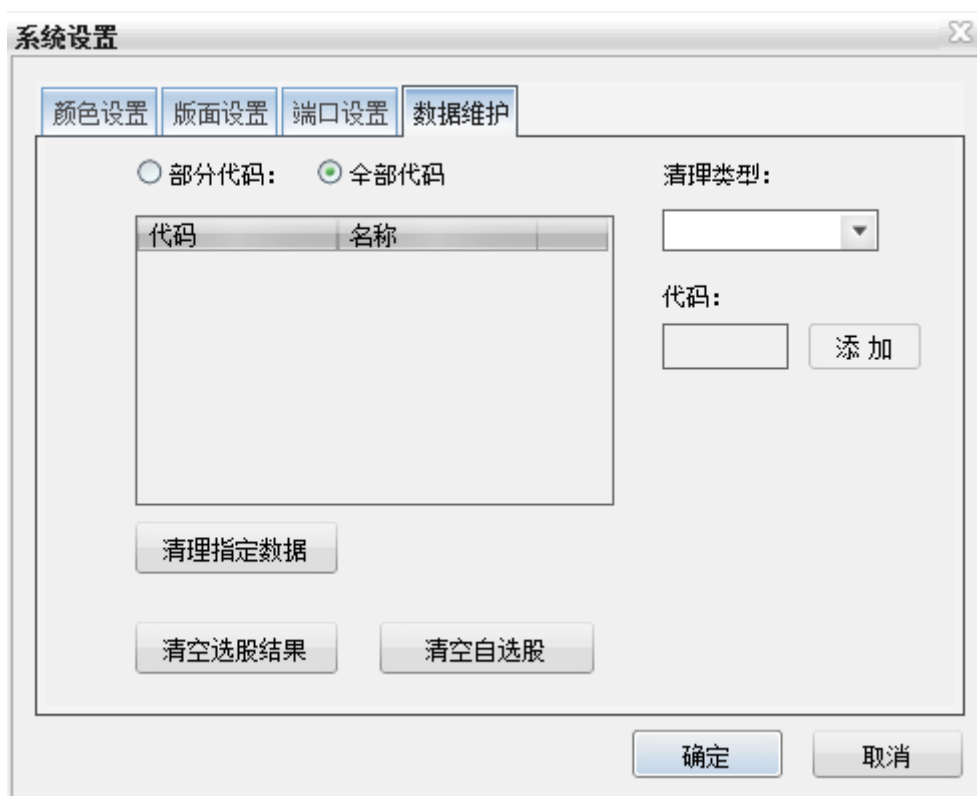 系统设置
颜色设置 版面设置 端口设置 数据维护
部分代码： 全部代码 清理类型：
代码 名称
代码：
添 加
清理指定数据
清空选股结果 清空自选股
确定 取消